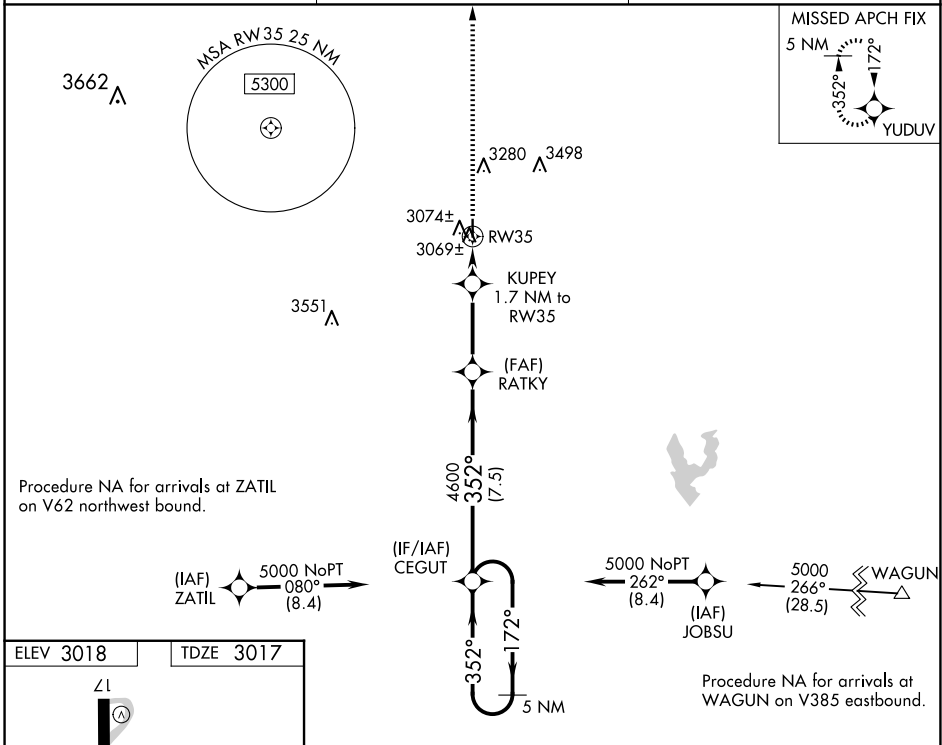 MSA RW35 25 NM
5300
3662
MISSED APCH FIX
5 NM
352°
172°
YUDUV
3280
3498
3074±
3069±
RW35
KUPEY
1.7 NM to
RW35
3551
(FAF)
RATKY
4600
352°
(7.5)
Procedure NA for arrivals at ZATIL
on V62 northwest bound.
(IF/IAF)
CEGUT
(IAF)
ZATIL
5000 NoPT
080°
(8.4)
5000 NoPT
262°
(8.4)
(IAF)
JOBSU
5000
266°
(28.5)
WAGUN
352°
172°
5 NM
Procedure NA for arrivals at
WAGUN on V385 eastbound.
ELEV 3018
TDZE 3017
17
V